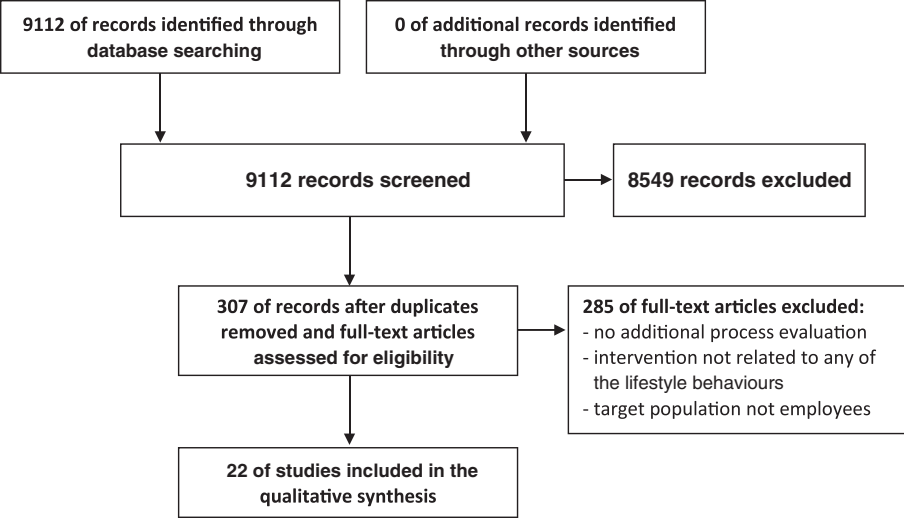 9112 of records identified through
database searching
0 of additional records identified
through other sources
9112 records screened
8549 records excluded
307 of records after duplicates
removed and full-text articles
assessed for eligibility
285 of full-text articles excluded:
- no additional process evaluation
- intervention not related to any of
the lifestyle behaviours
- target population not employees
22 of studies included in the
qualitative synthesis